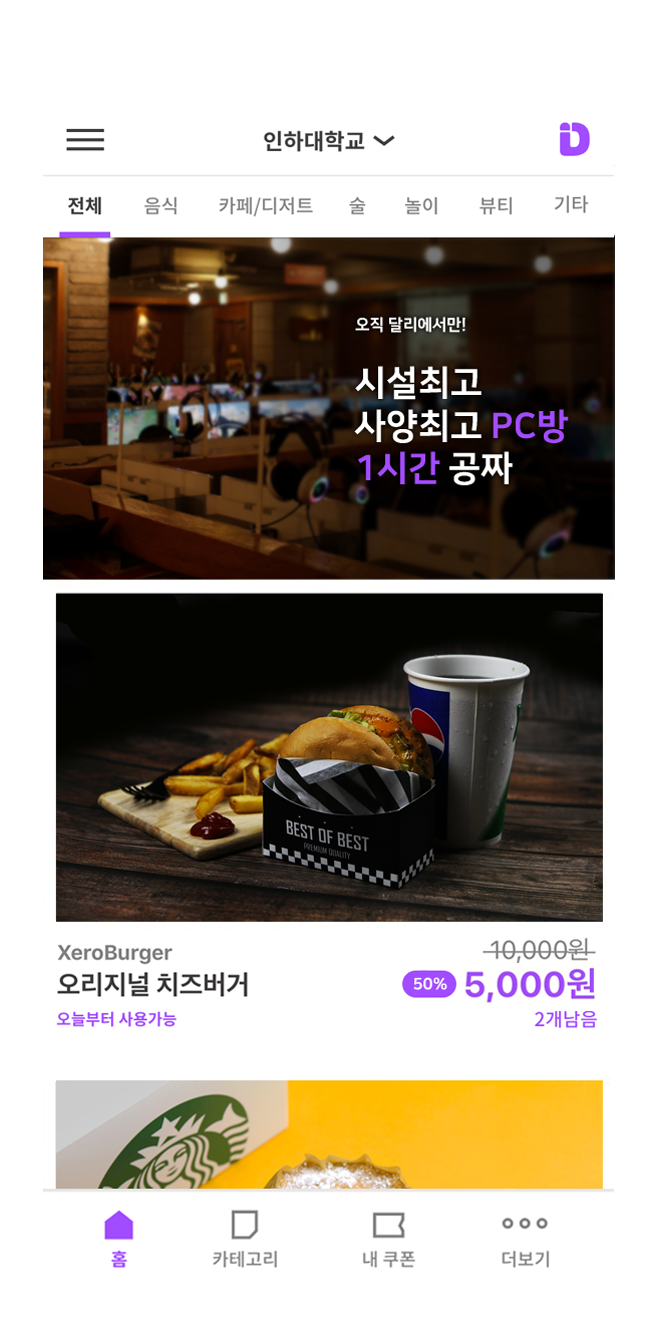 인하대학교
전체 음식 카페/디저트 술 놀이 뷰티 기타
오직 달리에서만!
시설최고
사양최고 PC방
1시간 공짜
BEST OF BEST
PREMIUM QUALITY
XeroBurger 10,000원
오리지널 치즈버거 50% 5,000원
오늘부터 사용가능 2개남음
홈 카테고리 내 쿠폰 더보기